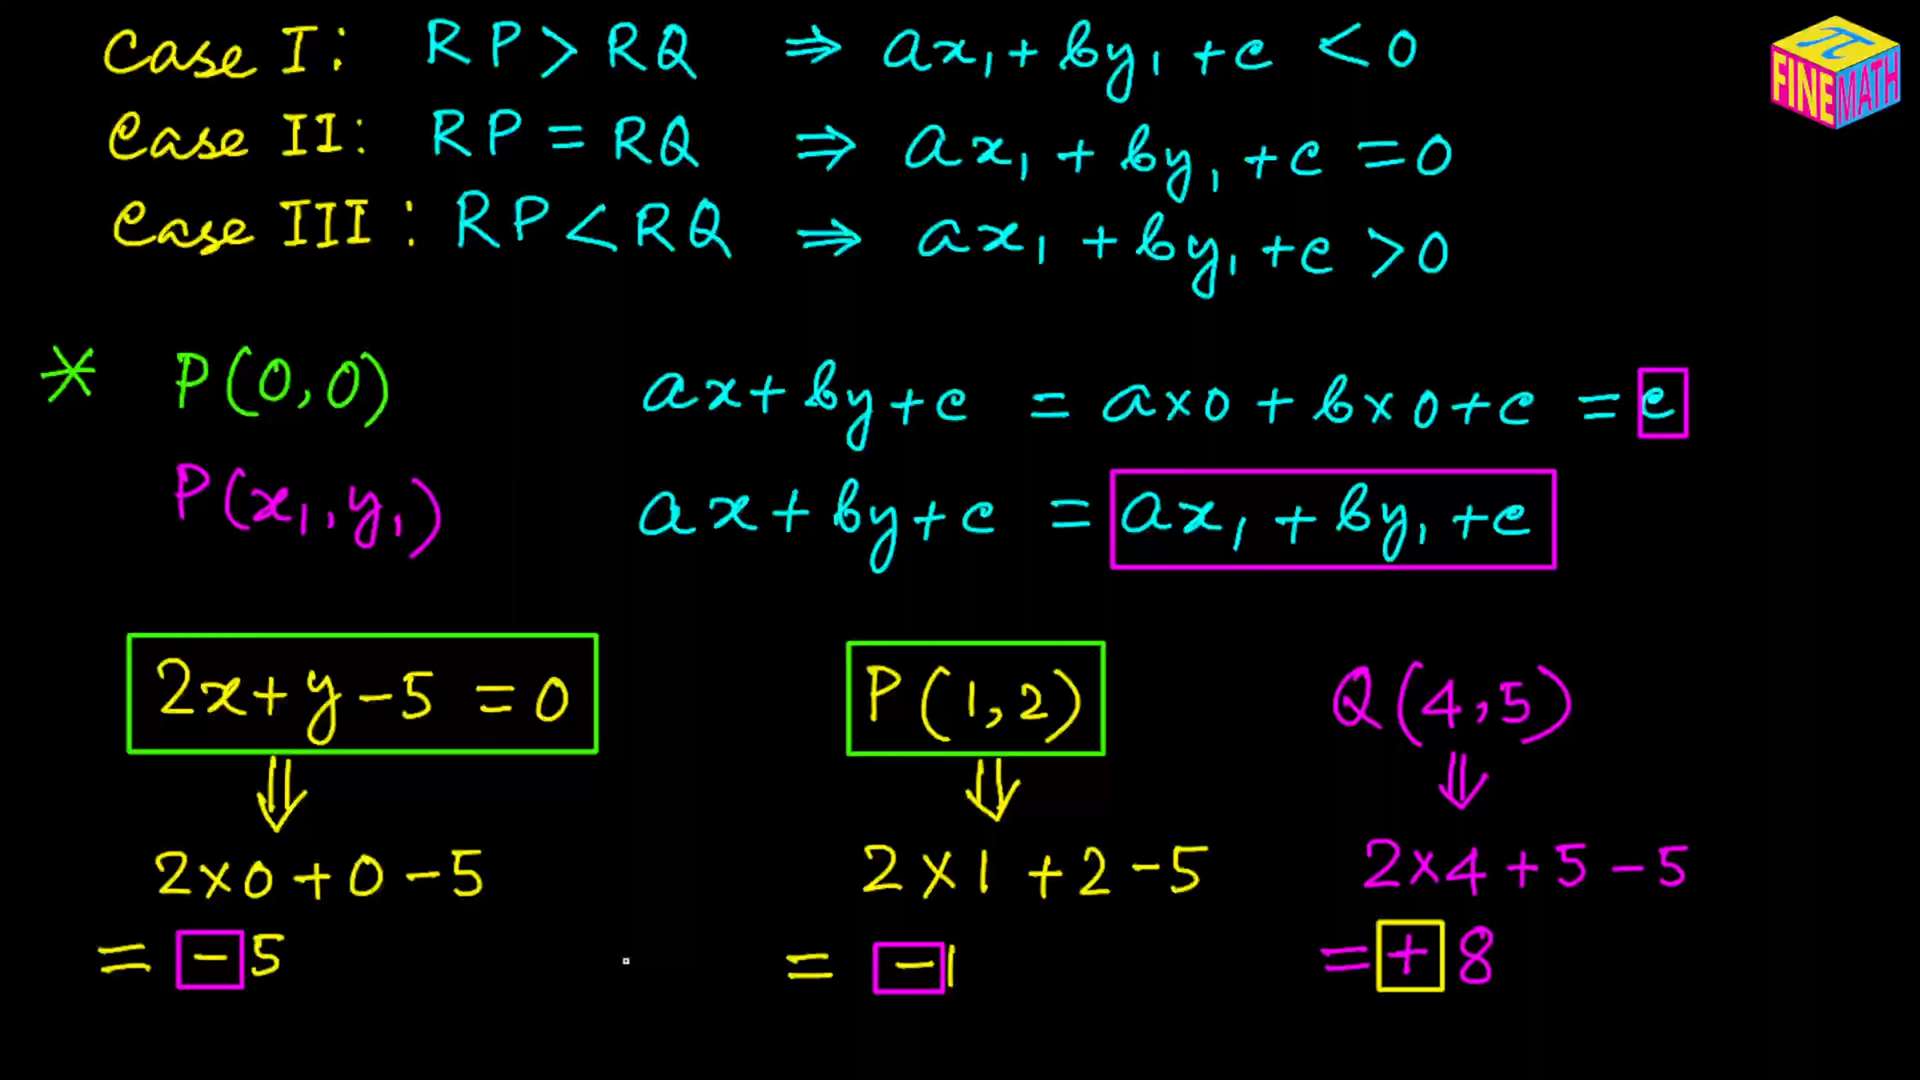 Case I: RP > RQ ⇒ ax₁ + by₁ + c < 0
π
FINE MATH
Case II: RP = RQ ⇒ ax₁ + by₁ + c = 0
Case III: RP < RQ ⇒ ax₁ + by₁ + c > 0
* P(0,0) ax + by + c = a×0 + b×0 + c = c
P(x₁, y₁) ax + by + c = ax₁ + by₁ + c
2x + y - 5 = 0 P(1,2) Q(4,5)
⇓ ⇓ ⇓
2×0 + 0 - 5 2×1 + 2 - 5 2×4 + 5 - 5
= -5 = -1 = +8